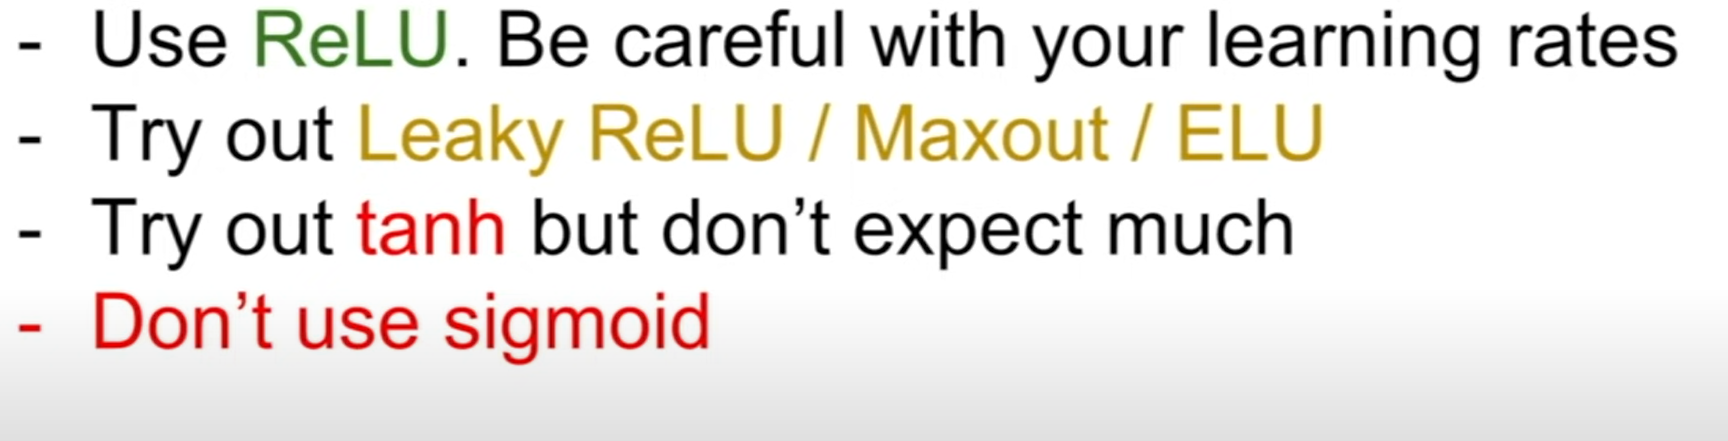 - Use ReLU. Be careful with your learning rates
- Try out Leaky ReLU / Maxout / ELU
- Try out tanh but don’t expect much
- Don’t use sigmoid